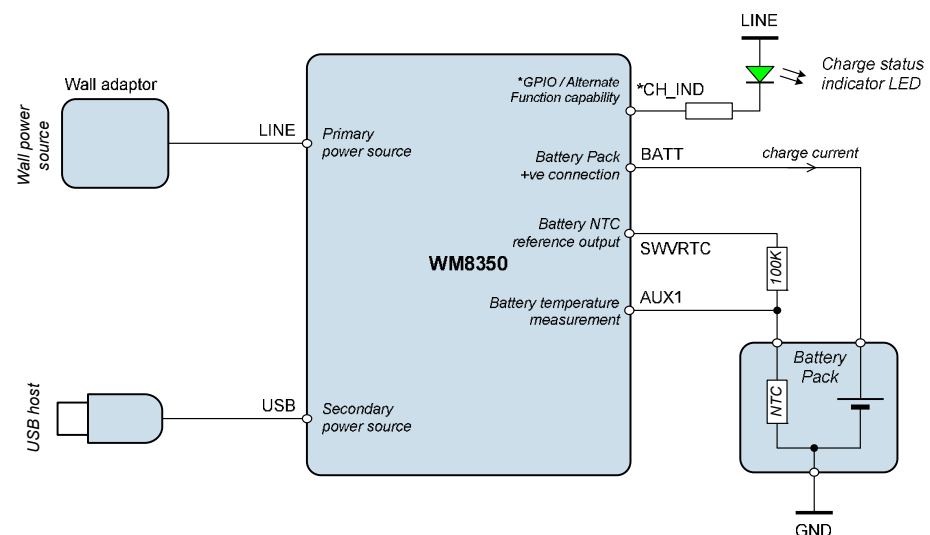 LINE
Charge status
indicator LED
*GPIO / Alternate
Function capability
*CH_IND
Wall adaptor
Wall power
source
LINE
Primary
power source
Battery Pack
+ve connection
BATT
charge current
Battery NTC
reference output
SWVRTC
100K
WM8350
Battery temperature
measurement
AUX1
Battery
Pack
NTC
USB host
USB
Secondary
power source
GND